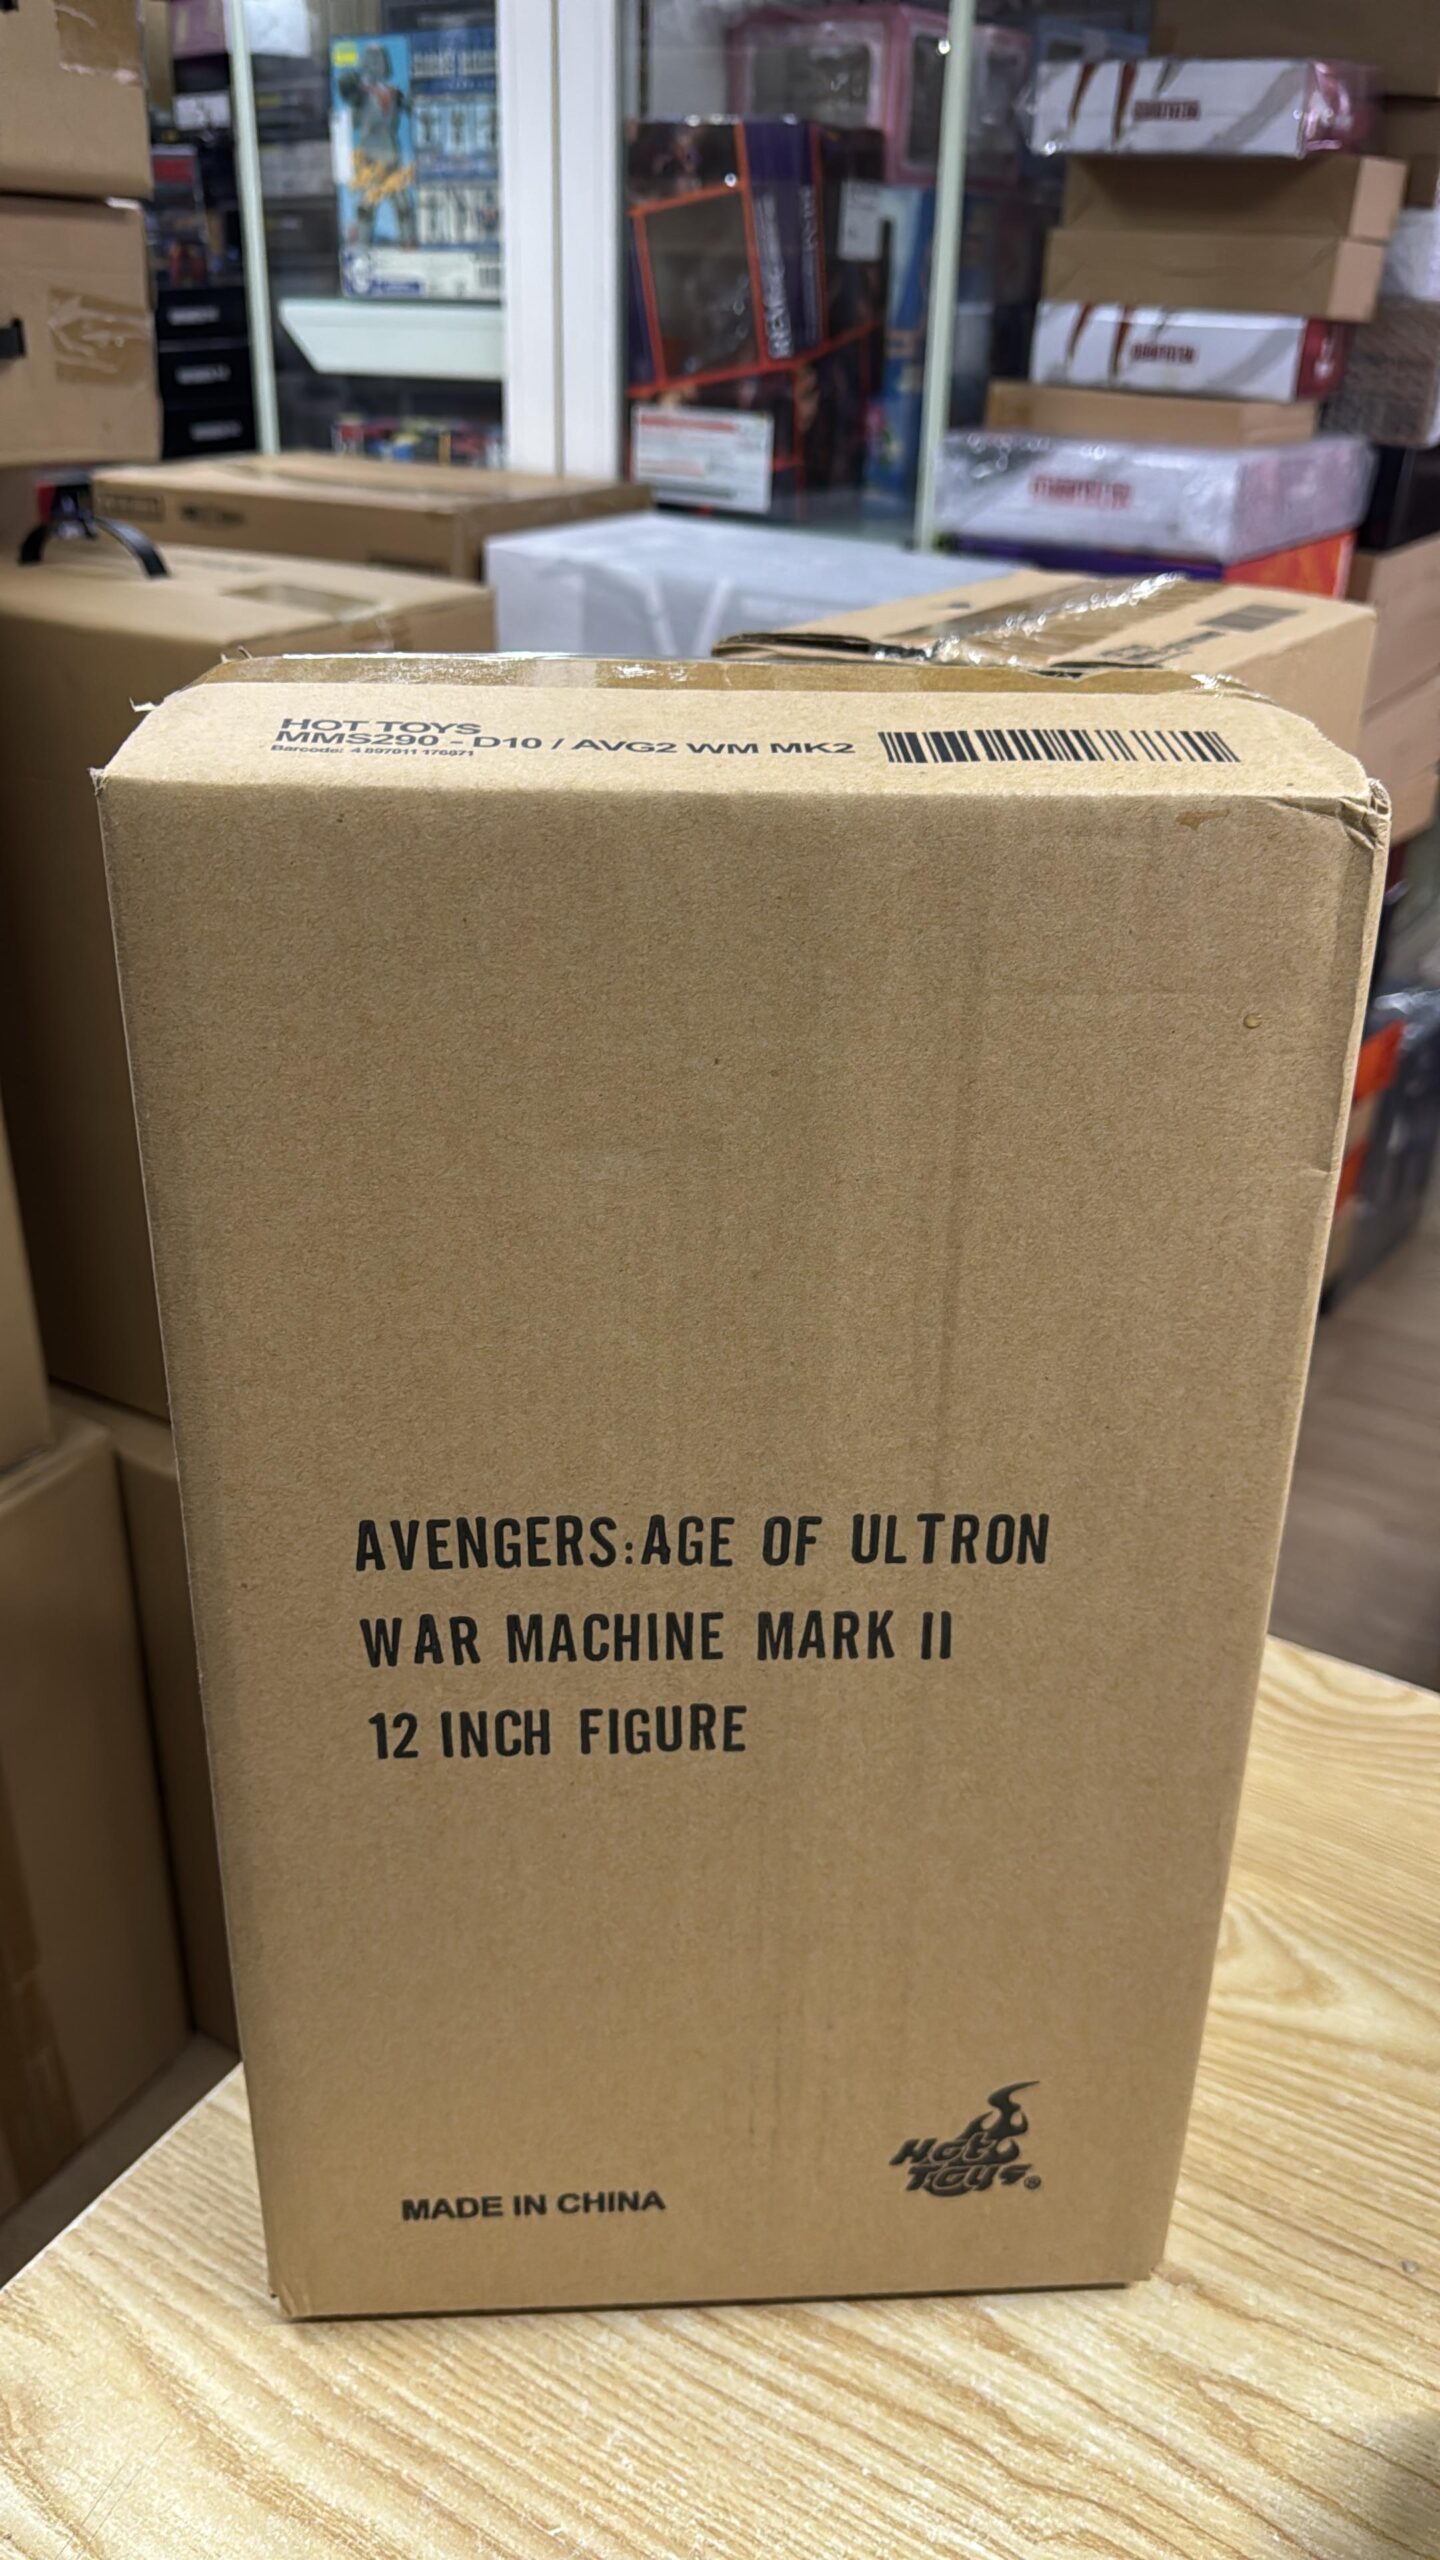 HOT TOYS
MMS290 - D10 / AVG2 WM MK2
Barcode: 4 897011 176871
AVENGERS:AGE OF ULTRON
WAR MACHINE MARK II
12 INCH FIGURE
Hot
Toys®
MADE IN CHINA